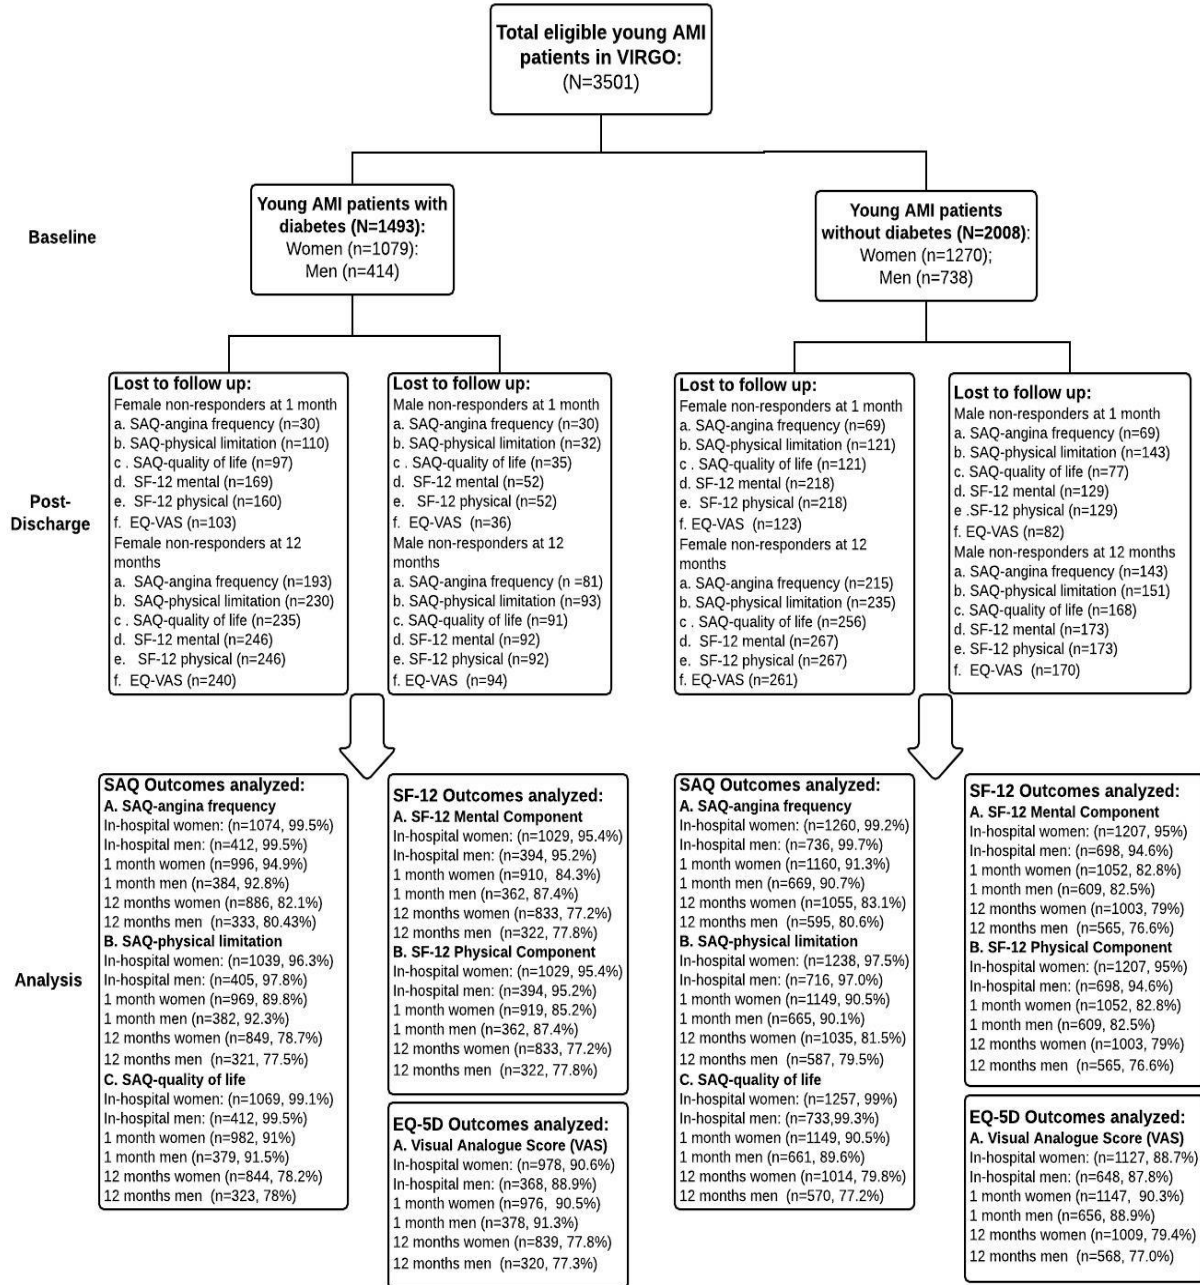 Total eligible young AMI
patients in VIRGO:
(N=3501)
Baseline
Young AMI patients with
diabetes (N=1493):
Women (n=1079):
Men (n=414)
Young AMI patients
without diabetes (N=2008):
Women (n=1270);
Men (n=738)
Post-
Discharge
Lost to follow up:
Female non-responders at 1 month
a. SAQ-angina frequency (n=30)
b. SAQ-physical limitation (n=110)
c . SAQ-quality of life (n=97)
d. SF-12 mental (n=169)
e. SF-12 physical (n=160)
f. EQ-VAS (n=103)
Female non-responders at 12
months
a. SAQ-angina frequency (n=193)
b. SAQ-physical limitation (n=230)
c . SAQ-quality of life (n=235)
d. SF-12 mental (n=246)
e. SF-12 physical (n=246)
f. EQ-VAS (n=240)
Lost to follow up:
Male non-responders at 1 month
a. SAQ-angina frequency (n=30)
b. SAQ-physical limitation (n=32)
c. SAQ-quality of life (n=35)
d. SF-12 mental (n=52)
e. SF-12 physical (n=52)
f. EQ-VAS (n=36)
Male non-responders at 12
months
a. SAQ-angina frequency (n =81)
b. SAQ-physical limitation (n=93)
c. SAQ-quality of life (n=91)
d. SF-12 mental (n=92)
e. SF-12 physical (n=92)
f. EQ-VAS (n=94)
Lost to follow up:
Female non-responders at 1 month
a. SAQ-angina frequency (n=69)
b. SAQ-physical limitation (n=121)
c . SAQ-quality of life (n=121)
d. SF-12 mental (n=218)
e. SF-12 physical (n=218)
f. EQ-VAS (n=123)
Female non-responders at 12
months
a. SAQ-angina frequency (n=215)
b. SAQ-physical limitation (n=235)
c . SAQ-quality of life (n=256)
d. SF-12 mental (n=267)
e. SF-12 physical (n=267)
f. EQ-VAS (n=261)
Lost to follow up:
Male non-responders at 1 month
a. SAQ-angina frequency (n=69)
b. SAQ-physical limitation (n=143)
c. SAQ-quality of life (n=77)
d. SF-12 mental (n=129)
e .SF-12 physical (n=129)
f. EQ-VAS (n=82)
Male non-responders at 12 months
a. SAQ-angina frequency (n=143)
b. SAQ-physical limitation (n=151)
c. SAQ-quality of life (n=168)
d. SF-12 mental (n=173)
e. SF-12 physical (n=173)
f. EQ-VAS (n=170)
Analysis
SAQ Outcomes analyzed:
A. SAQ-angina frequency
In-hospital women: (n=1074, 99.5%)
In-hospital men: (n=412, 99.5%)
1 month women (n=996, 94.9%)
1 month men (n=384, 92.8%)
12 months women (n=886, 82.1%)
12 months men (n=333, 80.43%)
B. SAQ-physical limitation
In-hospital women: (n=1039, 96.3%)
In-hospital men: (n=405, 97.8%)
1 month women (n=969, 89.8%)
1 month men (n=382, 92.3%)
12 months women (n=849, 78.7%)
12 months men (n=321, 77.5%)
C. SAQ-quality of life
In-hospital women: (n=1069, 99.1%)
In-hospital men: (n=412, 99.5%)
1 month women (n=982, 91%)
1 month men (n=379, 91.5%)
12 months women (n=844, 78.2%)
12 months men (n=323, 78%)
SF-12 Outcomes analyzed:
A. SF-12 Mental Component
In-hospital women: (n=1029, 95.4%)
In-hospital men: (n=394, 95.2%)
1 month women (n=910, 84.3%)
1 month men (n=362, 87.4%)
12 months women (n=833, 77.2%)
12 months men (n=322, 77.8%)
B. SF-12 Physical Component
In-hospital women: (n=1029, 95.4%)
In-hospital men: (n=394, 95.2%)
1 month women (n=919, 85.2%)
1 month men (n=362, 87.4%)
12 months women (n=833, 77.2%)
12 months men (n=322, 77.8%)
EQ-5D Outcomes analyzed:
A. Visual Analogue Score (VAS)
In-hospital women: (n=978, 90.6%)
In-hospital men: (n=368, 88.9%)
1 month women (n=976, 90.5%)
1 month men (n=378, 91.3%)
12 months women (n=839, 77.8%)
12 months men (n=320, 77.3%)
SAQ Outcomes analyzed:
A. SAQ-angina frequency
In-hospital women: (n=1260, 99.2%)
In-hospital men: (n=736, 99.7%)
1 month women (n=1160, 91.3%)
1 month men (n=669, 90.7%)
12 months women (n=1055, 83.1%)
12 months men (n=595, 80.6%)
B. SAQ-physical limitation
In-hospital women: (n=1238, 97.5%)
In-hospital men: (n=716, 97.0%)
1 month women (n=1149, 90.5%)
1 month men (n=665, 90.1%)
12 months women (n=1035, 81.5%)
12 months men (n=587, 79.5%)
C. SAQ-quality of life
In-hospital women: (n=1257, 99%)
In-hospital men: (n=733,99.3%)
1 month women (n=1149, 90.5%)
1 month men (n=661, 89.6%)
12 months women (n=1014, 79.8%)
12 months men (n=570, 77.2%)
SF-12 Outcomes analyzed:
A. SF-12 Mental Component
In-hospital women: (n=1207, 95%)
In-hospital men: (n=698, 94.6%)
1 month women (n=1052, 82.8%)
1 month men (n=609, 82.5%)
12 months women (n=1003, 79%)
12 months men (n=565, 76.6%)
B. SF-12 Physical Component
In-hospital women: (n=1207, 95%)
In-hospital men: (n=698, 94.6%)
1 month women (n=1052, 82.8%)
1 month men (n=609, 82.5%)
12 months women (n=1003, 79%)
12 months men (n=565, 76.6%)
EQ-5D Outcomes analyzed:
A. Visual Analogue Score (VAS)
In-hospital women: (n=1127, 88.7%)
In-hospital men: (n=648, 87.8%)
1 month women (n=1147, 90.3%)
1 month men (n=656, 88.9%)
12 months women (n=1009, 79.4%)
12 months men (n=568, 77.0%)